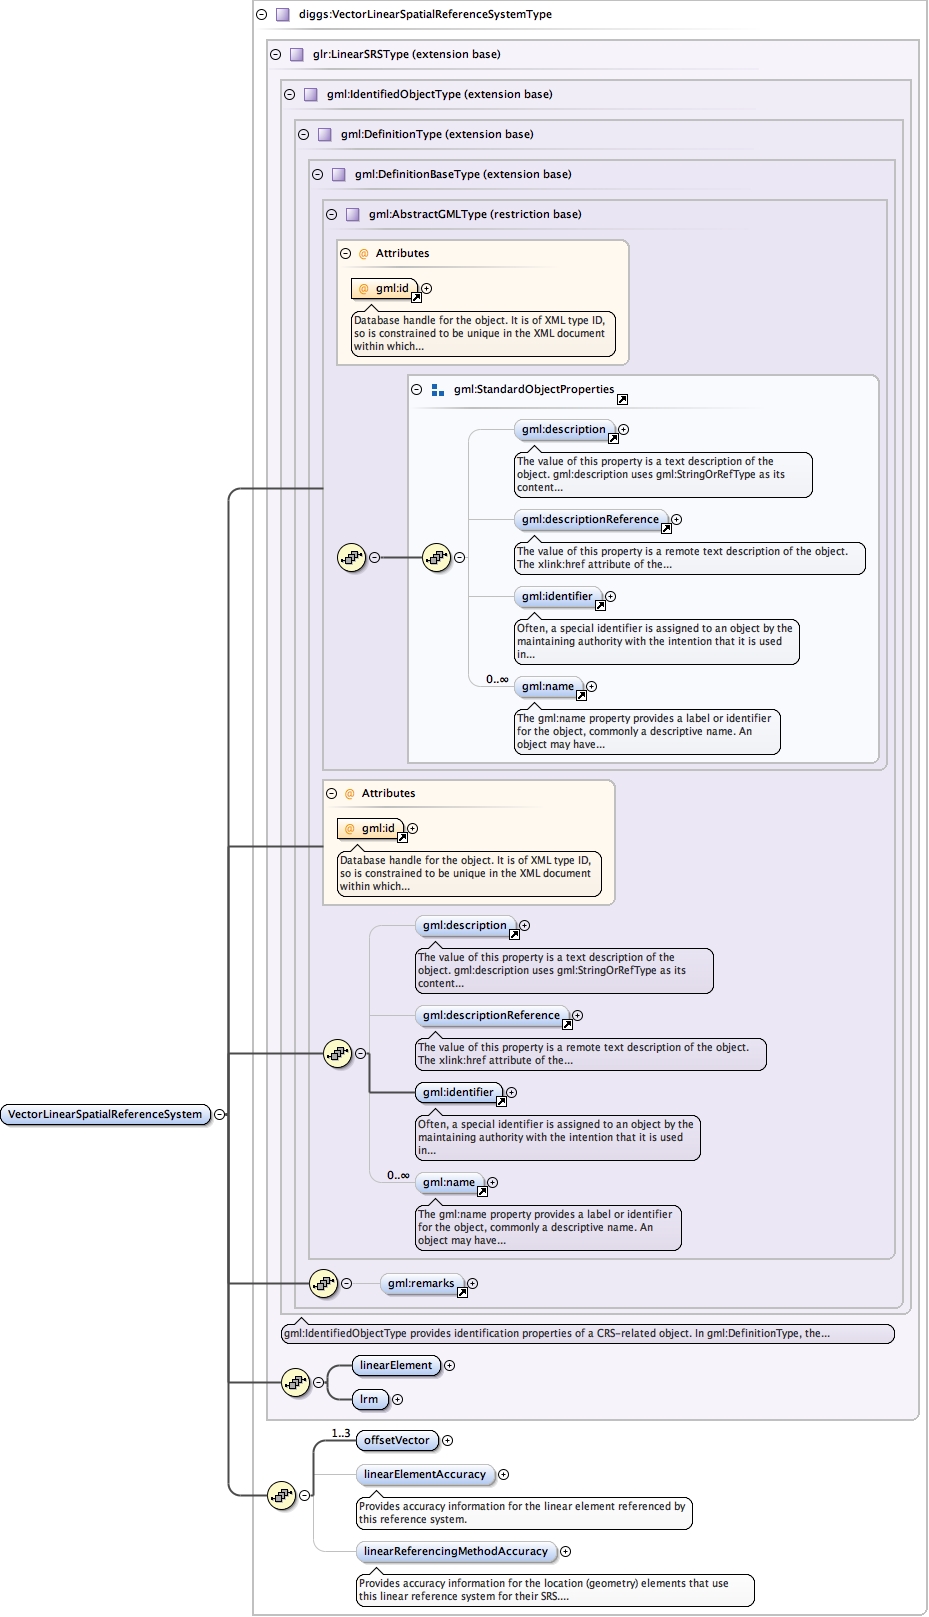 diggs:VectorLinearSpatialReferenceSystemType
glr:LinearSRSType (extension base)
gml:IdentifiedObjectType (extension base)
gml:DefinitionType (extension base)
gml:DefinitionBaseType (extension base)
gml:AbstractGMLType (restriction base)
@ Attributes
@ gml:id
Database handle for the object. It is of XML type ID,
so is constrained to be unique in the XML document
within which...
gml:StandardObjectProperties
gml:description
The value of this property is a text description of the
object. gml:description uses gml:StringOrRefType as its
content...
gml:descriptionReference
The value of this property is a remote text description of the object.
The xlink:href attribute of the...
gml:identifier
Often, a special identifier is assigned to an object by the
maintaining authority with the intention that it is used
in...
0..∞
gml:name
The gml:name property provides a label or identifier
for the object, commonly a descriptive name. An
object may have...
@ Attributes
@ gml:id
Database handle for the object. It is of XML type ID,
so is constrained to be unique in the XML document
within which...
gml:description
The value of this property is a text description of the
object. gml:description uses gml:StringOrRefType as its
content...
gml:descriptionReference
The value of this property is a remote text description of the object.
The xlink:href attribute of the...
gml:identifier
VectorLinearSpatialReferenceSystem
Often, a special identifier is assigned to an object by the
maintaining authority with the intention that it is used
in...
0..∞
gml:name
The gml:name property provides a label or identifier
for the object, commonly a descriptive name. An
object may have...
gml:remarks
gml:IdentifiedObjectType provides identification properties of a CRS-related object. In gml:DefinitionType, the...
linearElement
lrm
1..3
offsetVector
linearElementAccuracy
Provides accuracy information for the linear element referenced by
this reference system.
linearReferencingMethodAccuracy
Provides accuracy information for the location (geometry) elements that use
this linear reference system for their SRS....